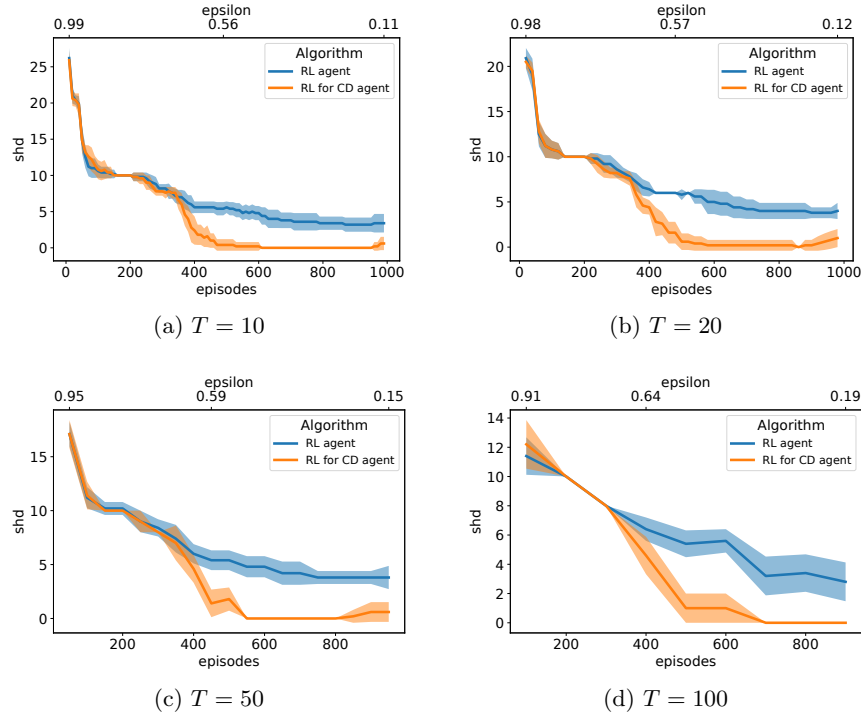 epsilon
0.99 0.56 0.11
25
20
15
10
5
0
shd
Algorithm
RL agent
RL for CD agent
0 200 400 600 800 1000
episodes
(a) T = 10
epsilon
0.98 0.57 0.12
20
15
10
5
0
shd
Algorithm
RL agent
RL for CD agent
0 200 400 600 800 1000
episodes
(b) T = 20
epsilon
0.95 0.59 0.15
15
10
5
0
shd
Algorithm
RL agent
RL for CD agent
200 400 600 800
episodes
(c) T = 50
epsilon
0.91 0.64 0.19
14
12
10
8
6
4
2
0
shd
Algorithm
RL agent
RL for CD agent
200 400 600 800
episodes
(d) T = 100